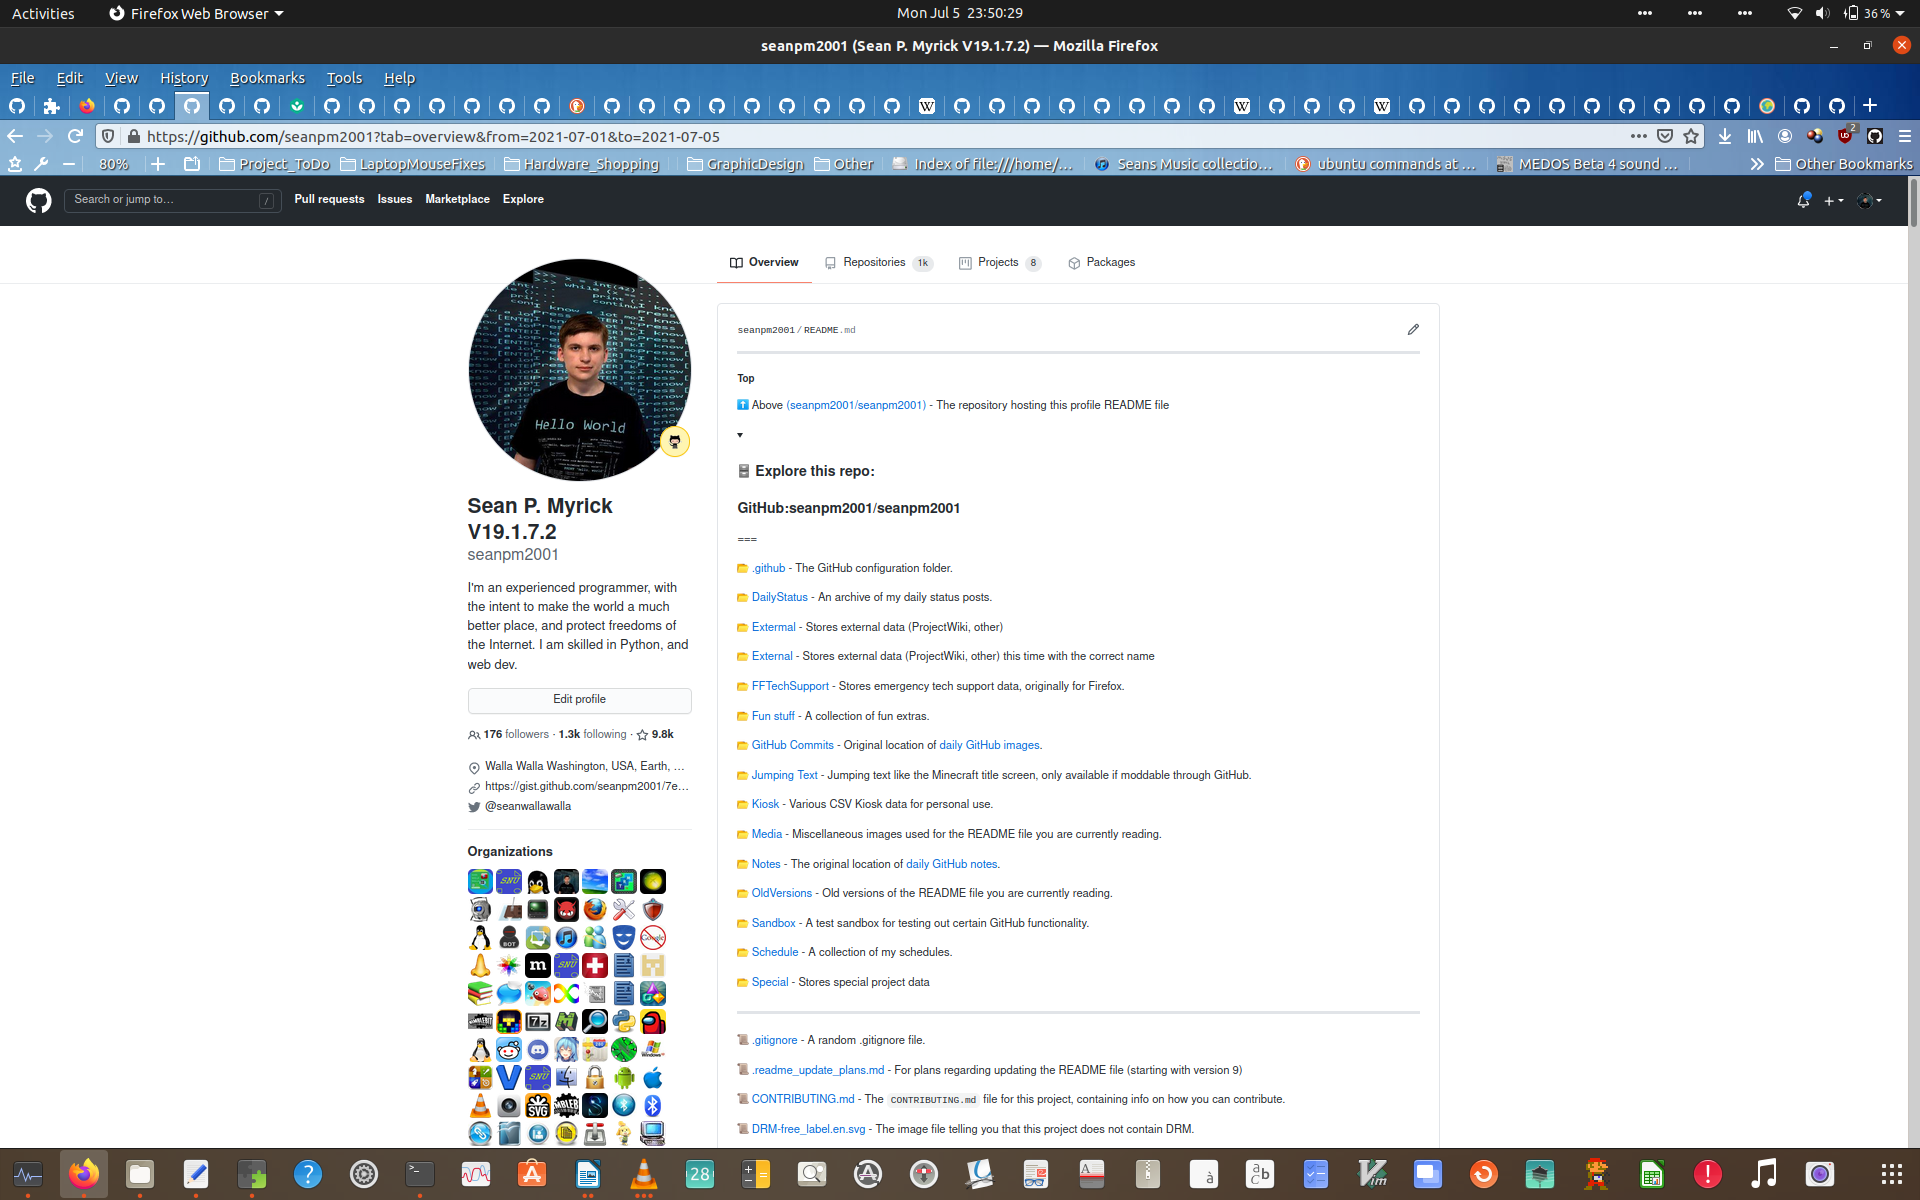 Activities
Firefox Web Browser
Mon Jul 5 23:50:29
36 %
seanpm2001 (Sean P. Myrick V19.1.7.2) — Mozilla Firefox
File Edit View History Bookmarks Tools Help
https://github.com/seanpm2001?tab=overview&from=2021-07-01&to=2021-07-05
2
80%
Project_ToDo
LaptopMouseFixes
Hardware_Shopping
GraphicDesign
Other
Index of file:///home/…
Seans Music collectio…
ubuntu commands at …
MEDOS Beta 4 sound …
Other Bookmarks
Search or jump to…
/
Pull requests Issues Marketplace Explore
Overview
Repositories 1k
Projects 8
Packages
Hello World
Sean P. Myrick
V19.1.7.2
seanpm2001
I'm an experienced programmer, with
the intent to make the world a much
better place, and protect freedoms of
the Internet. I am skilled in Python, and
web dev.
Edit profile
176 followers · 1.3k following · 9.8k
Walla Walla Washington, USA, Earth, …
https://gist.github.com/seanpm2001/7e…
@seanwallawalla
Organizations
seanpm2001/README.md
Top
Above (seanpm2001/seanpm2001) - The repository hosting this profile README file
Explore this repo:
GitHub:seanpm2001/seanpm2001
===
.github - The GitHub configuration folder.
DailyStatus - An archive of my daily status posts.
Extermal - Stores external data (ProjectWiki, other)
External - Stores external data (ProjectWiki, other) this time with the correct name
FFTechSupport - Stores emergency tech support data, originally for Firefox.
Fun stuff - A collection of fun extras.
GitHub Commits - Original location of daily GitHub images.
Jumping Text - Jumping text like the Minecraft title screen, only available if moddable through GitHub.
Kiosk - Various CSV Kiosk data for personal use.
Media - Miscellaneous images used for the README file you are currently reading.
Notes - The original location of daily GitHub notes.
OldVersions - Old versions of the README file you are currently reading.
Sandbox - A test sandbox for testing out certain GitHub functionality.
Schedule - A collection of my schedules.
Special - Stores special project data
.gitignore - A random .gitignore file.
.readme_update_plans.md - For plans regarding updating the README file (starting with version 9)
CONTRIBUTING.md - The CONTRIBUTING.md file for this project, containing info on how you can contribute.
DRM-free_label.en.svg - The image file telling you that this project does not contain DRM.
28